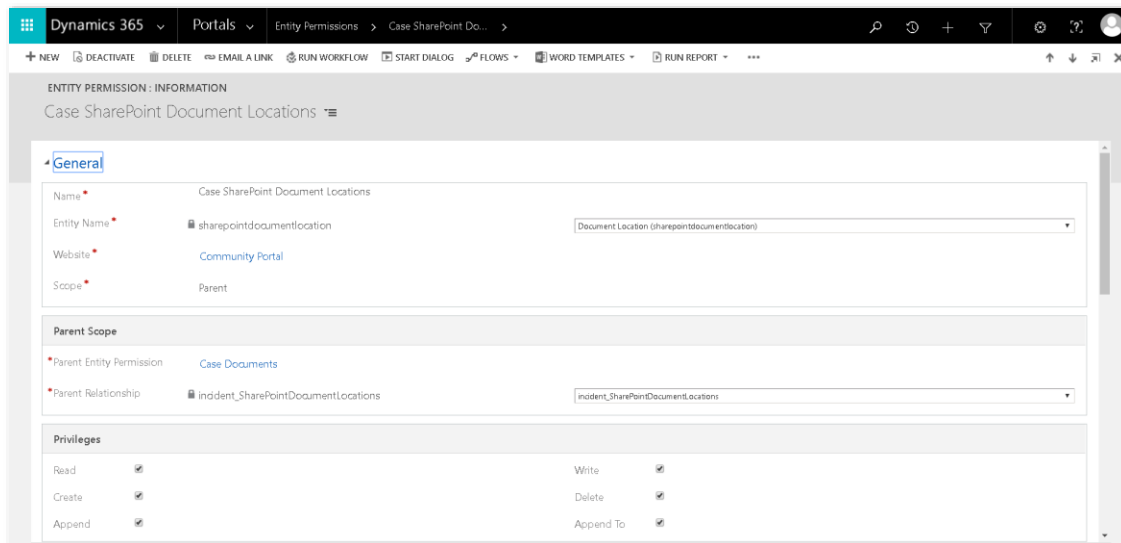 Dynamics 365 Portals Entity Permissions > Case SharePoint Do... >
+ NEW DEACTIVATE DELETE EMAIL A LINK RUN WORKFLOW START DIALOG FLOWS WORD TEMPLATES RUN REPORT ...
ENTITY PERMISSION : INFORMATION
Case SharePoint Document Locations
General
Name* Case SharePoint Document Locations
Entity Name* sharepointdocumentlocation Document Location (sharepointdocumentlocation)
Website* Community Portal
Scope* Parent
Parent Scope
*Parent Entity Permission Case Documents
*Parent Relationship incident_SharePointDocumentLocations incident_SharePointDocumentLocations
Privileges
Read Write
Create Delete
Append Append To